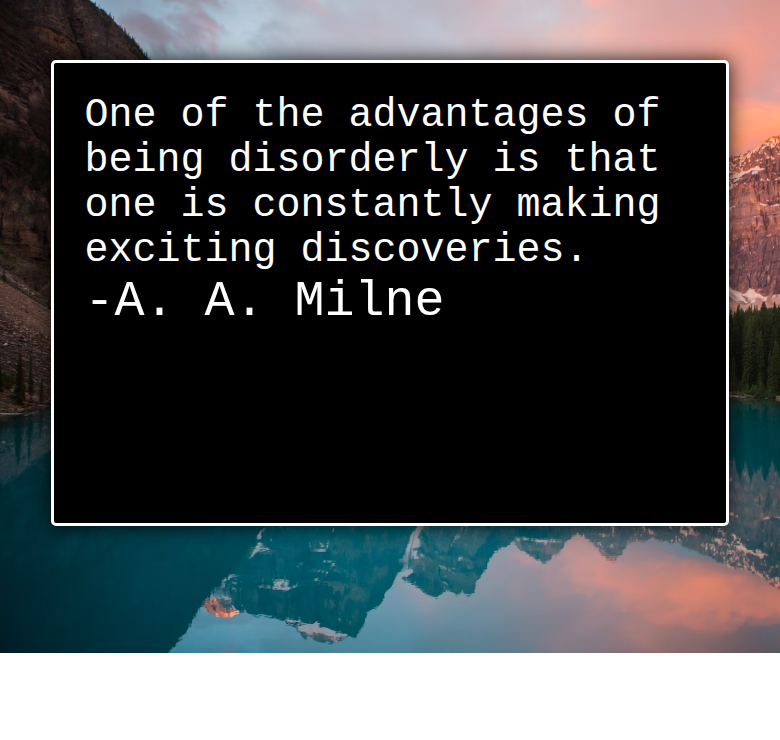 One of the advantages of
being disorderly is that
one is constantly making
exciting discoveries.
-A. A. Milne